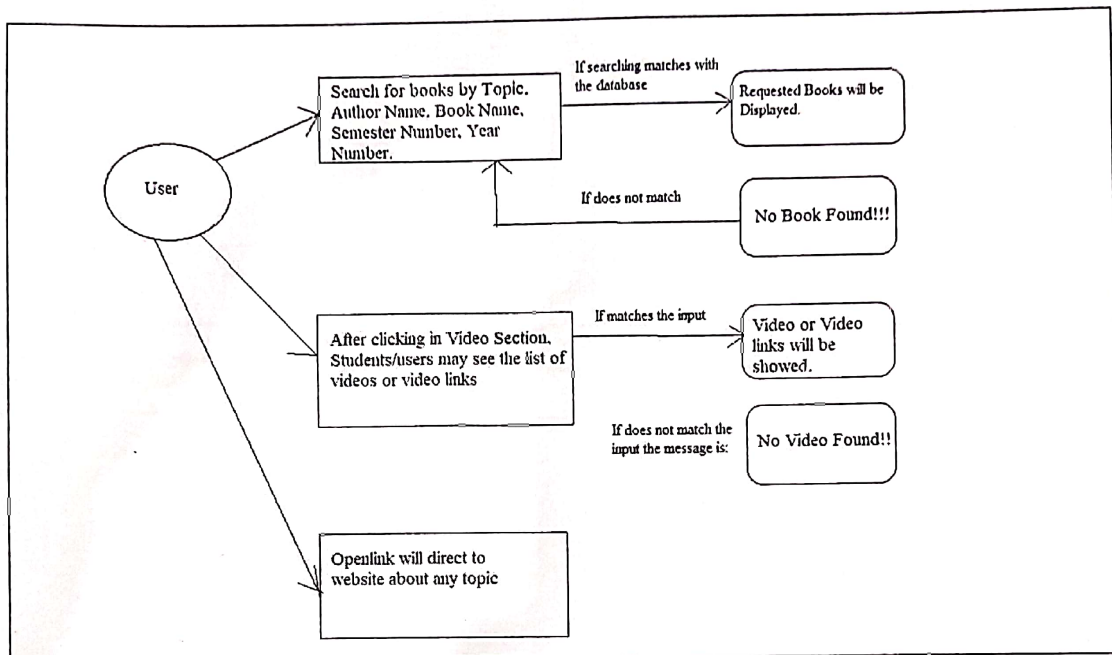 User
Search for books by Topic.
Author Name. Book Name,
Semester Number, Year
Number.
If searching matches with
the database
Requested Books will be
Displayed.
If does not match
No Book Found!!!
After clicking in Video Section,
Students/users may see the list of
videos or video links
If matches the input
Video or Video
links will be
showed.
If does not match the
input the message is:
No Video Found!!
Openlink will direct to
website about any topic